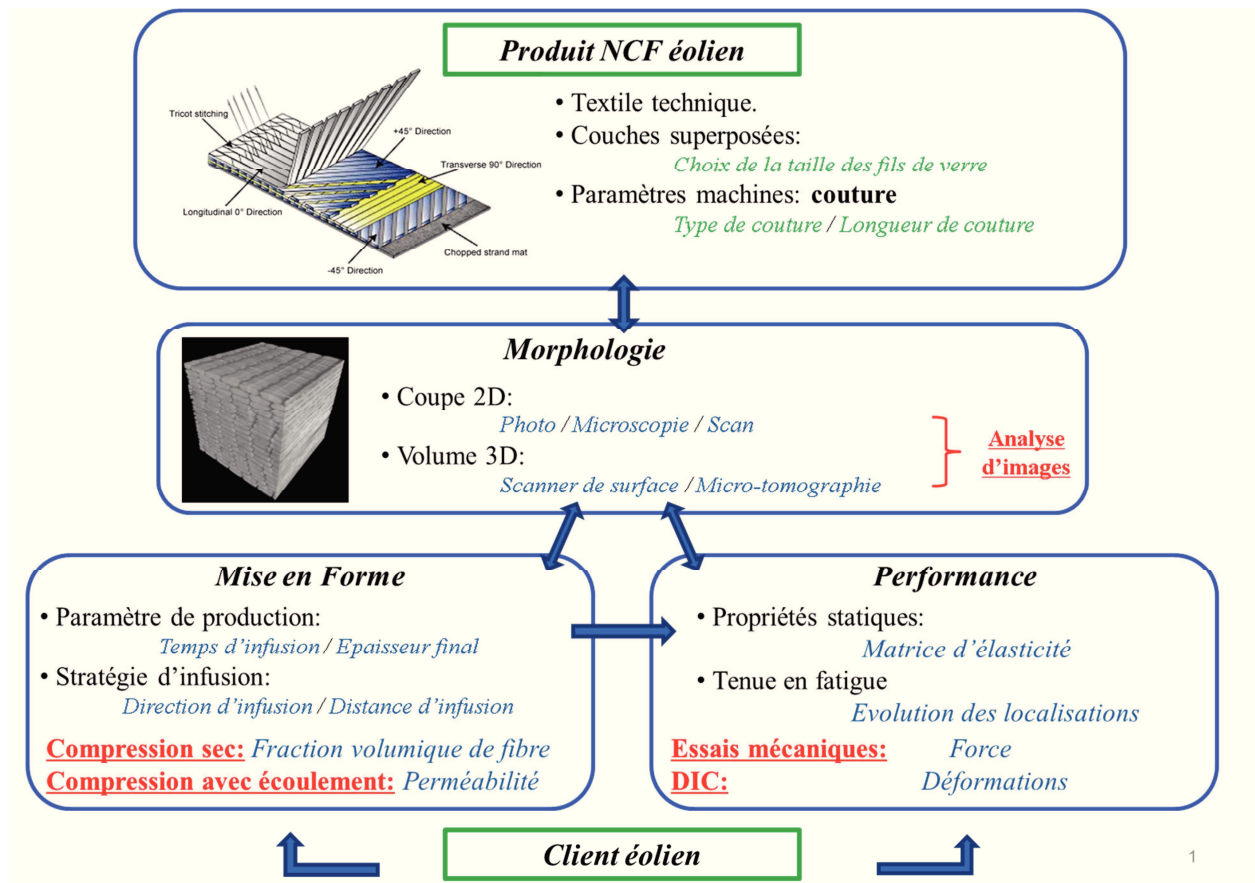 Produit NCF éolien
Tricot stitching
+45° Direction
Transverse 90° Direction
Longitudinal 0° Direction
Chopped strand mat
-45° Direction
• Textile technique.
• Couches superposées:
Choix de la taille des fils de verre
• Paramètres machines: couture
Type de couture / Longueur de couture
Morphologie
• Coupe 2D:
Photo / Microscopie / Scan
• Volume 3D:
Scanner de surface / Micro-tomographie
Analyse
d’images
Mise en Forme
• Paramètre de production:
Temps d’infusion / Epaisseur final
• Stratégie d’infusion:
Direction d’infusion / Distance d’infusion
Compression sec: Fraction volumique de fibre
Compression avec écoulement: Perméabilité
Performance
• Propriétés statiques:
Matrice d’élasticité
• Tenue en fatigue
Evolution des localisations
Essais mécaniques: Force
DIC: Déformations
Client éolien
1